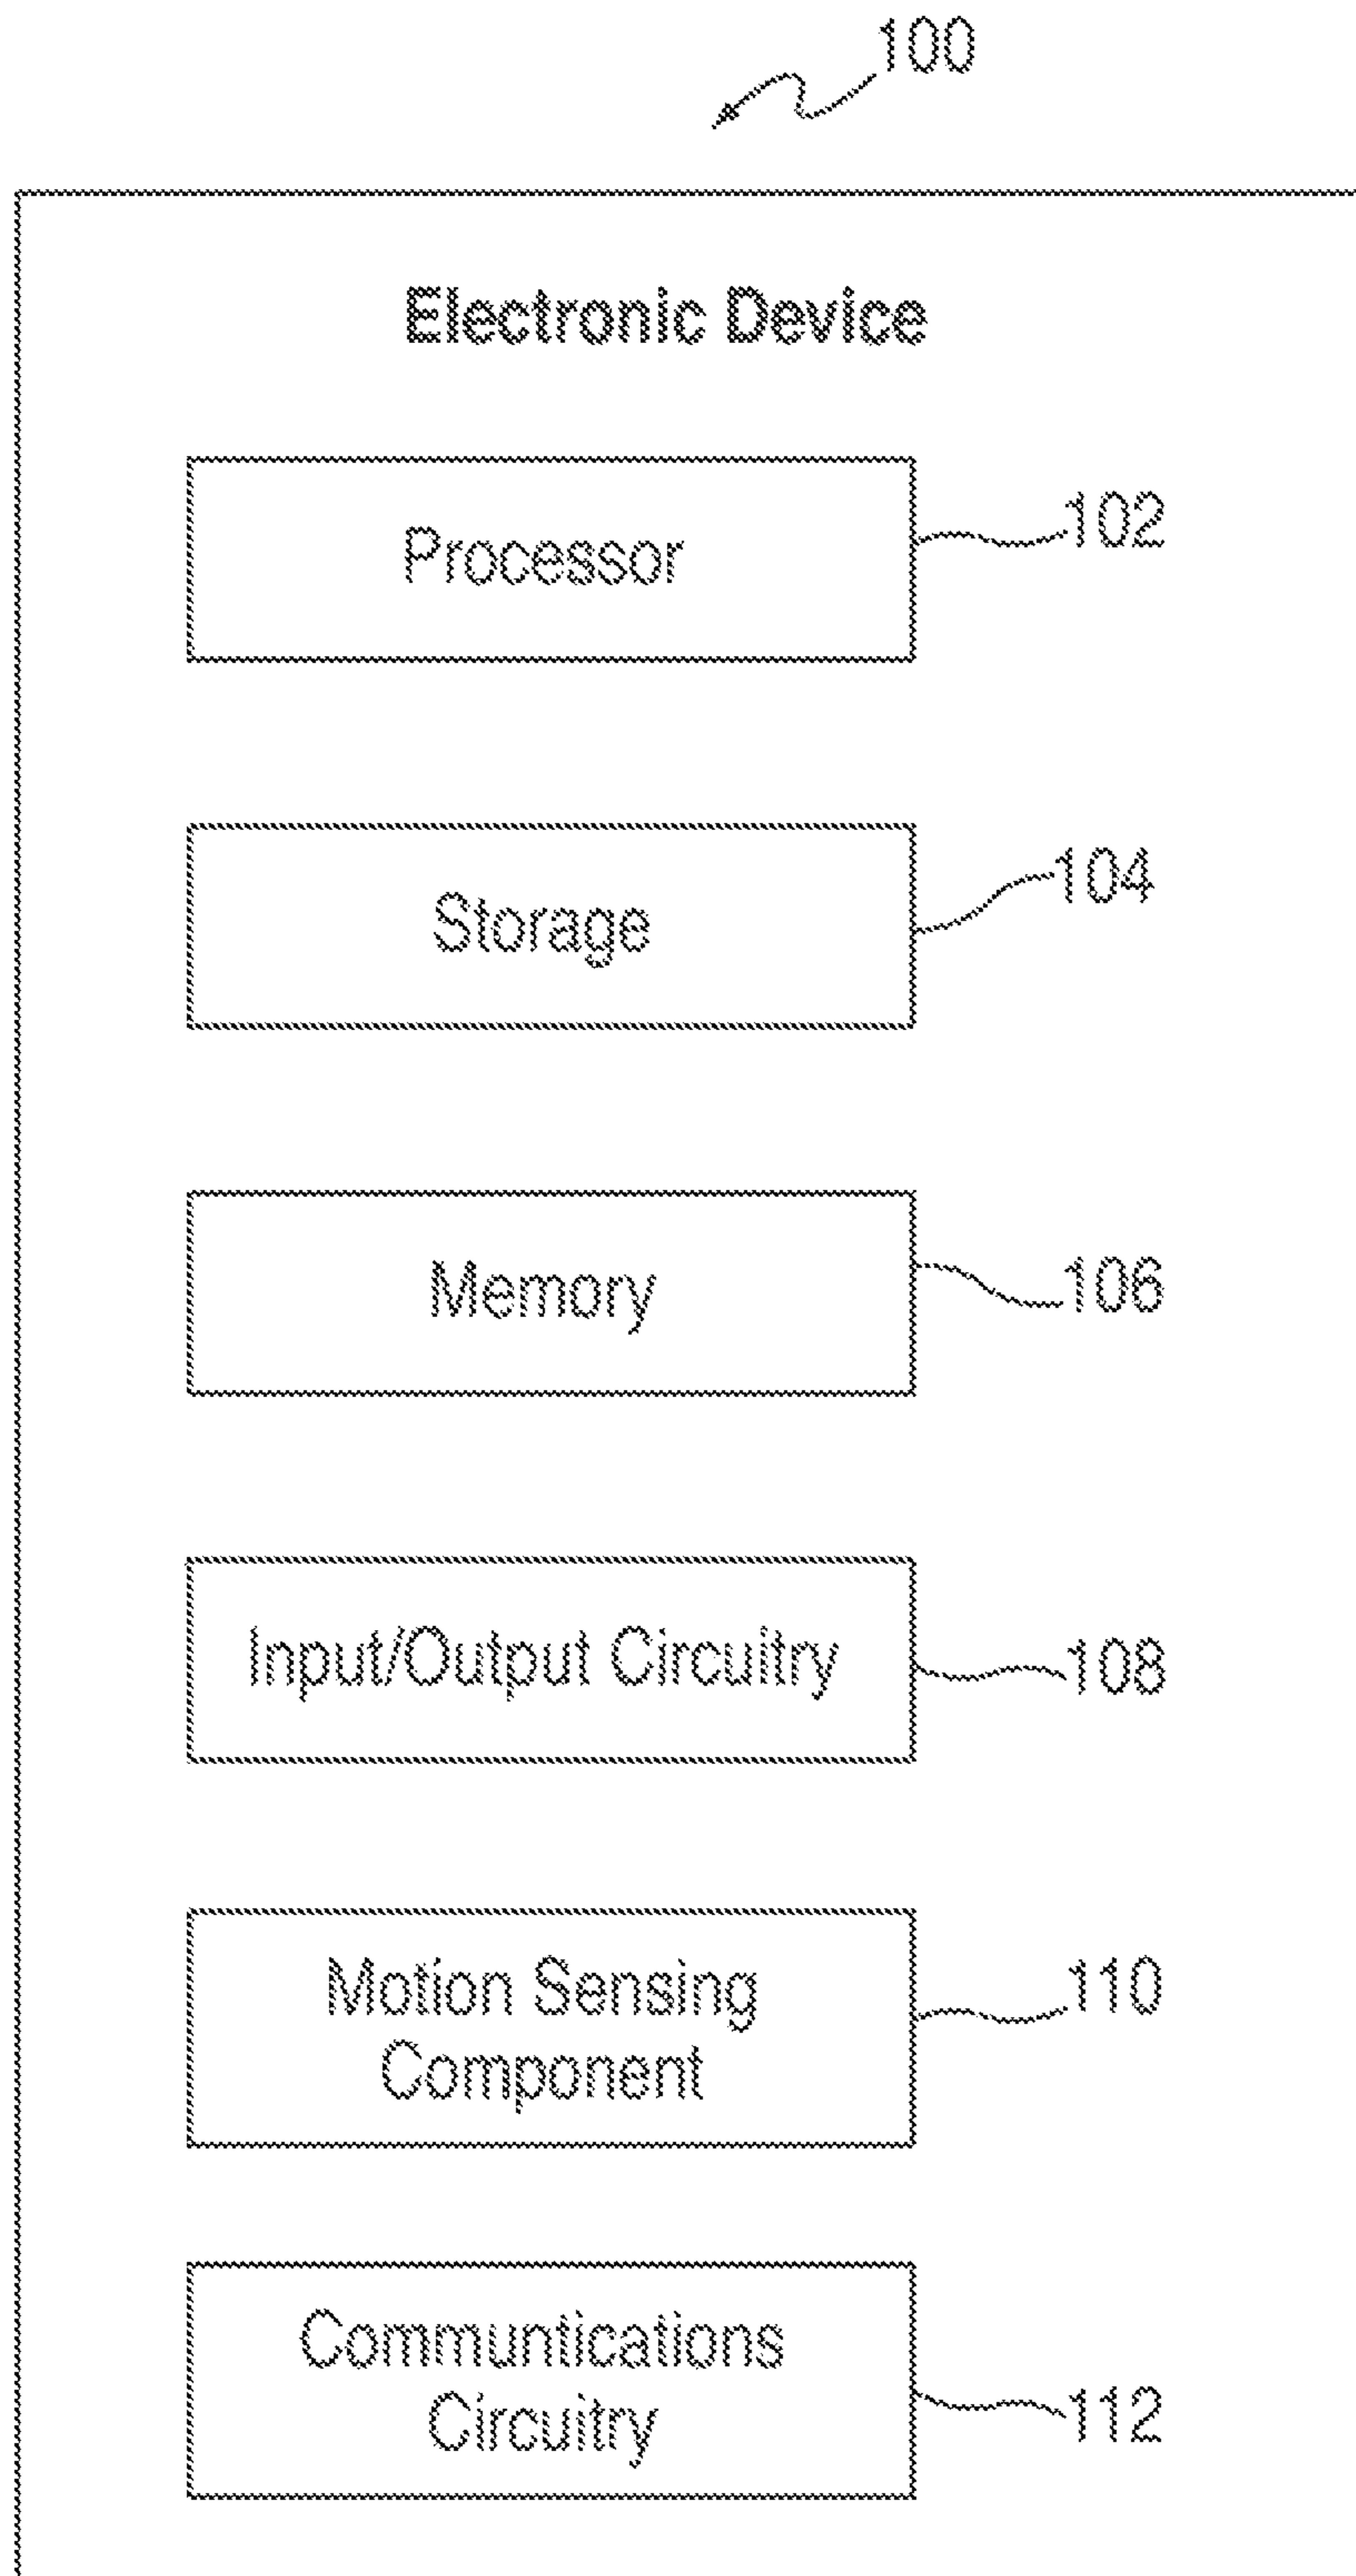 100
Electronic Device
Processor
102
Storage
104
Memory
106
Input/Output Circuitry
108
Motion Sensing
Component
110
Communtications
Circuitry
112